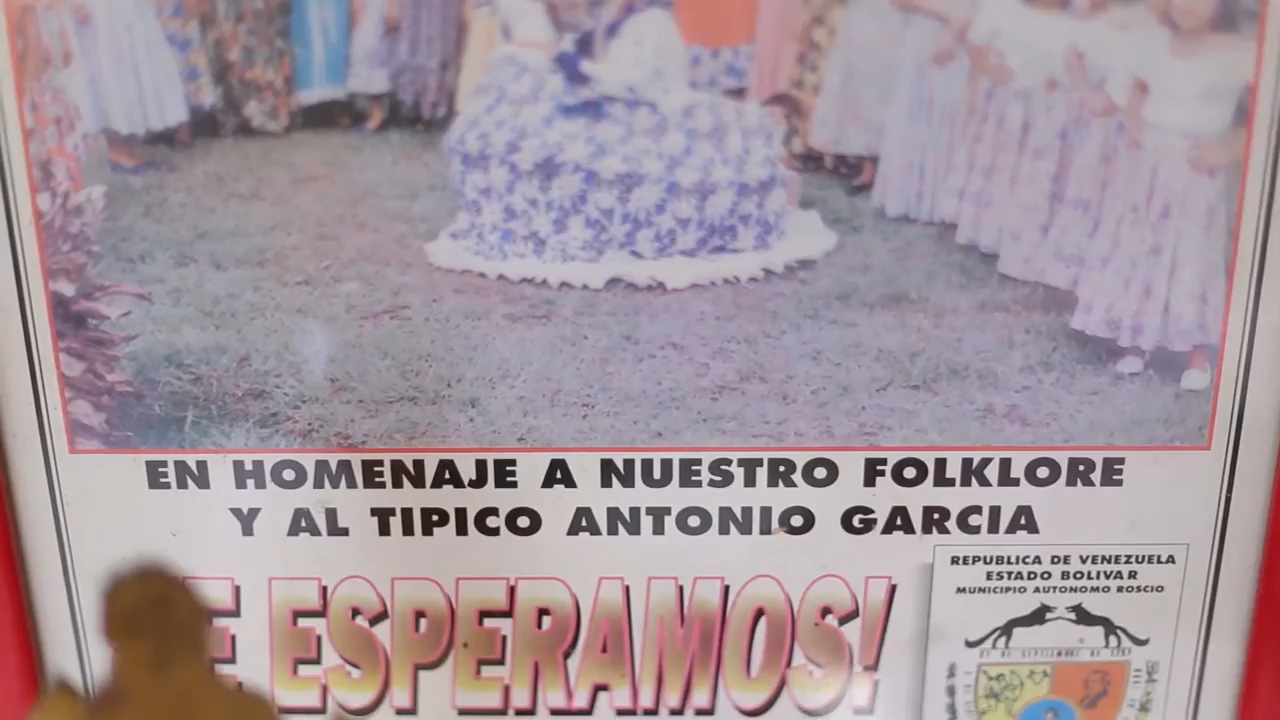 EN HOMENAJE A NUESTRO FOLKLORE
Y AL TIPICO ANTONIO GARCIA
ESPERAMOS!
REPUBLICA DE VENEZUELA
ESTADO BOLIVAR
MUNICIPIO AUTONOMO ROSCIO